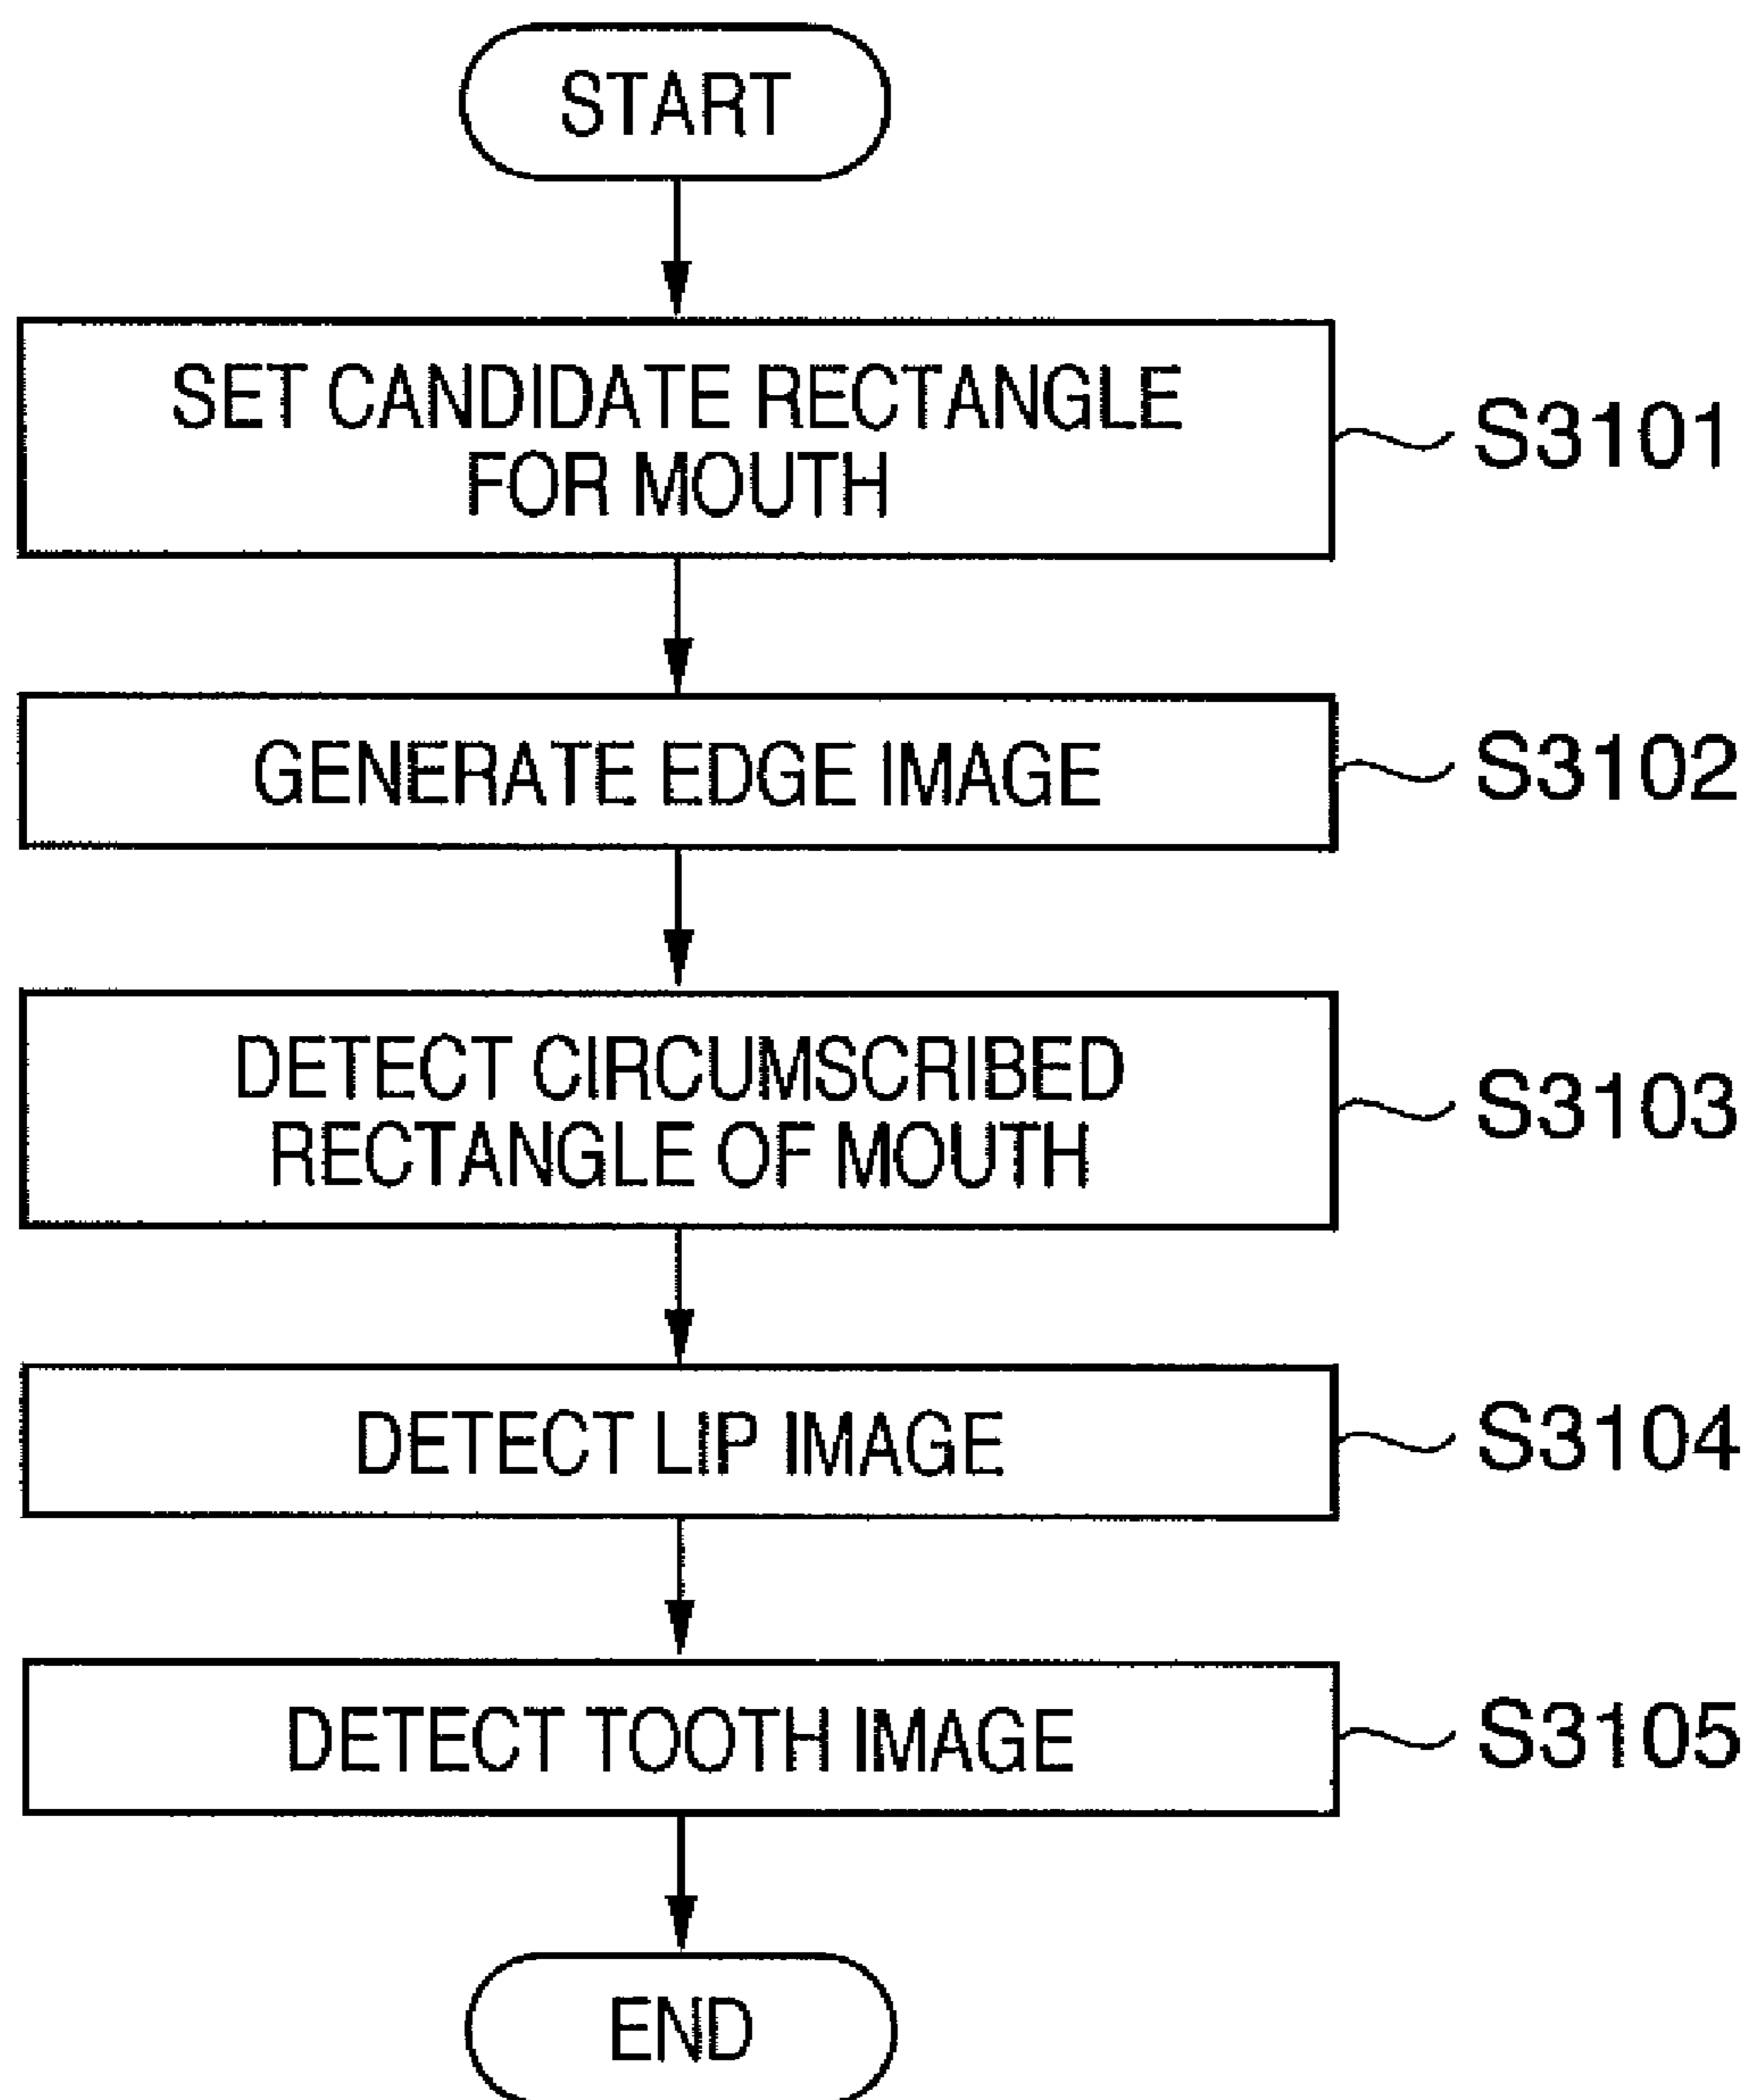 START
SET CANDIDATE RECTANGLE
FOR MOUTH
S3101
GENERATE EDGE IMAGE
S3102
DETECT CIRCUMSCRIBED
RECTANGLE OF MOUTH
S3103
DETECT LIP IMAGE
S3104
DETECT TOOTH IMAGE
S3105
END